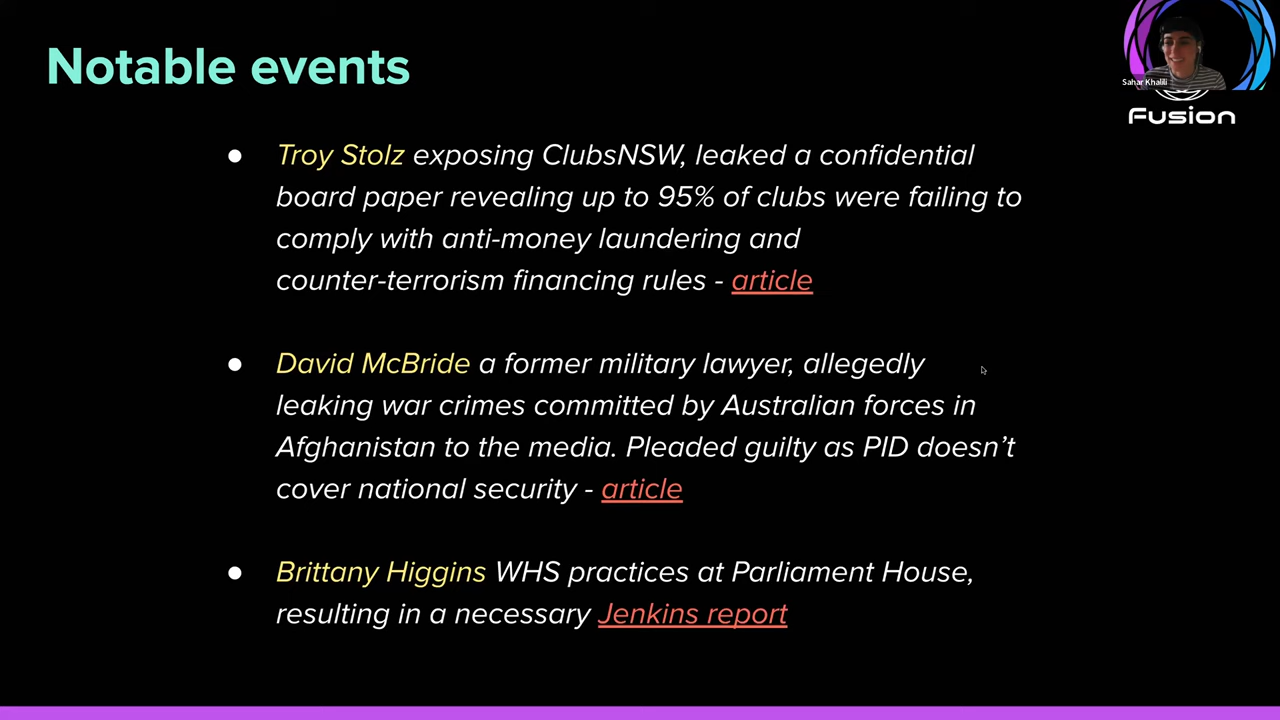 Notable events
Sahar Khalili
Fusion
● Troy Stolz exposing ClubsNSW, leaked a confidential
board paper revealing up to 95% of clubs were failing to
comply with anti-money laundering and
counter-terrorism financing rules - article
● David McBride a former military lawyer, allegedly
leaking war crimes committed by Australian forces in
Afghanistan to the media. Pleaded guilty as PID doesn’t
cover national security - article
● Brittany Higgins WHS practices at Parliament House,
resulting in a necessary Jenkins report